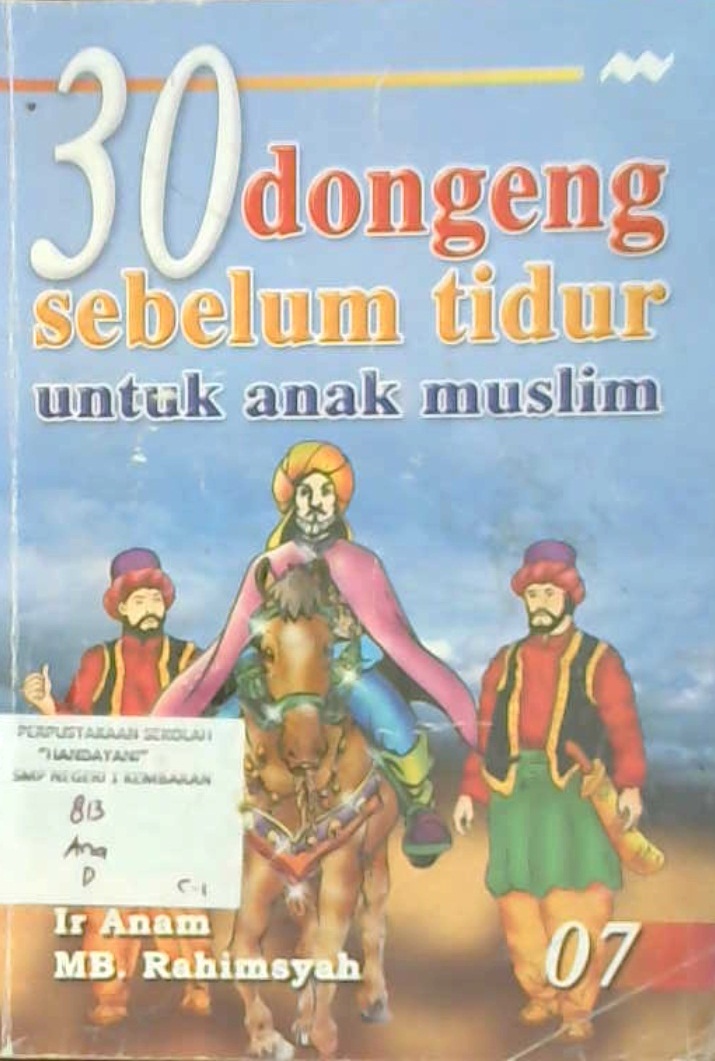 30 dongeng
sebelum tidur
untuk anak muslim
PERPUSTAKAAN SEKOLAH
"HANDAYANI"
SMP NEGERI 1 KEMBARAN
813
Ana
D
C-1
Ir Anam
MB. Rahimsyah
07